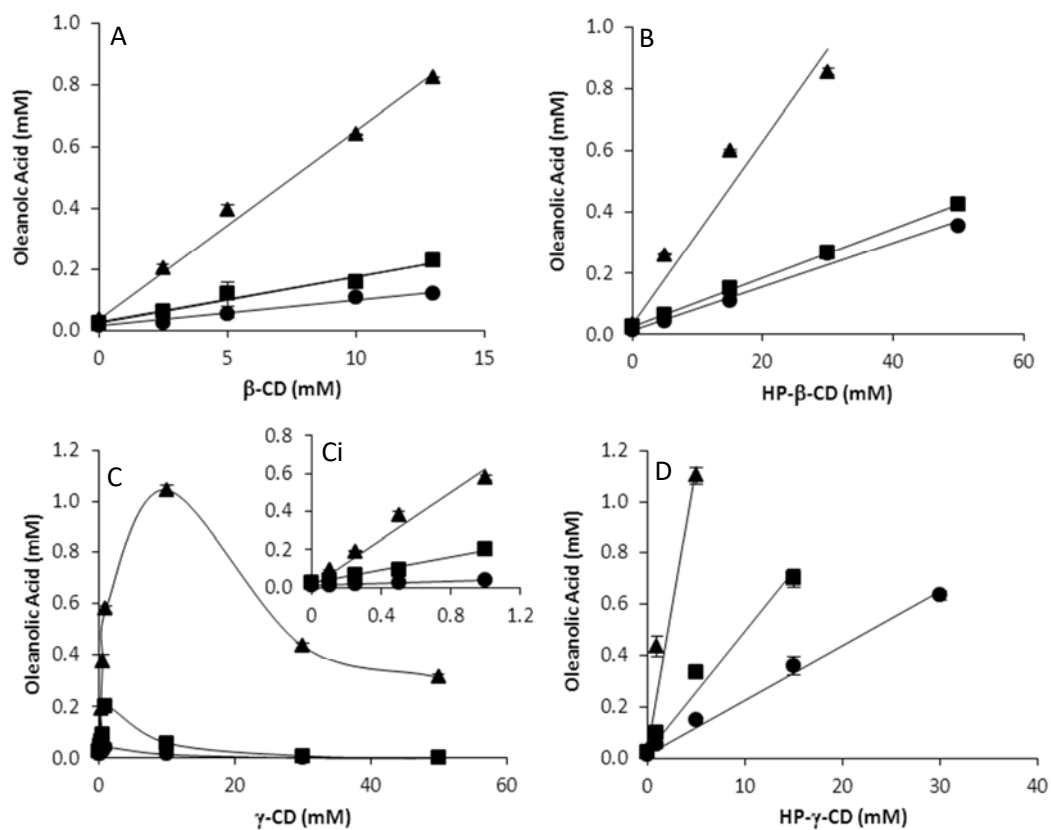 A
1.0
0.8
0.6
0.4
0.2
0.0
Oleanolc Acid (mM)
0 5 10 15
β-CD (mM)
B
1.0
0.8
0.6
0.4
0.2
0.0
Oleanolic Acid (mM)
0 20 40 60
HP-β-CD (mM)
C
1.2
1.0
0.8
0.6
0.4
0.2
0.0
Oleanolic Acid (mM)
0 20 40 60
γ-CD (mM)
Ci
0.8
0.6
0.4
0.2
0.0
0.0 0.4 0.8 1.2
D
1.2
1.0
0.8
0.6
0.4
0.2
0.0
Oleanolic Acid (mM)
0 10 20 30 40
HP-γ-CD (mM)